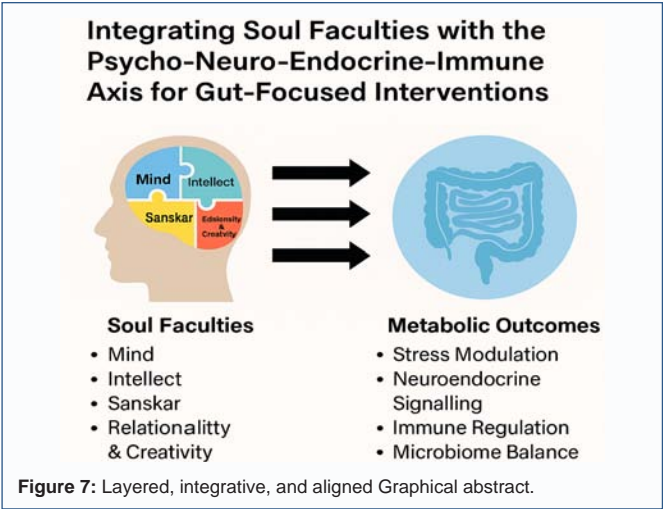 Integrating Soul Faculties with the
Psycho-Neuro-Endocrine-Immune
Axis for Gut-Focused Interventions
Mind
Intellect
Sanskar
Edsionsity
&
Creatvity
Soul Faculties
• Mind
• Intellect
• Sanskar
• Relationalitty
& Creativity
Metabolic Outcomes
• Stress Modulation
• Neuroendocrine
Signalling
• Immune Regulation
• Microbiome Balance
Figure 7: Layered, integrative, and aligned Graphical abstract.